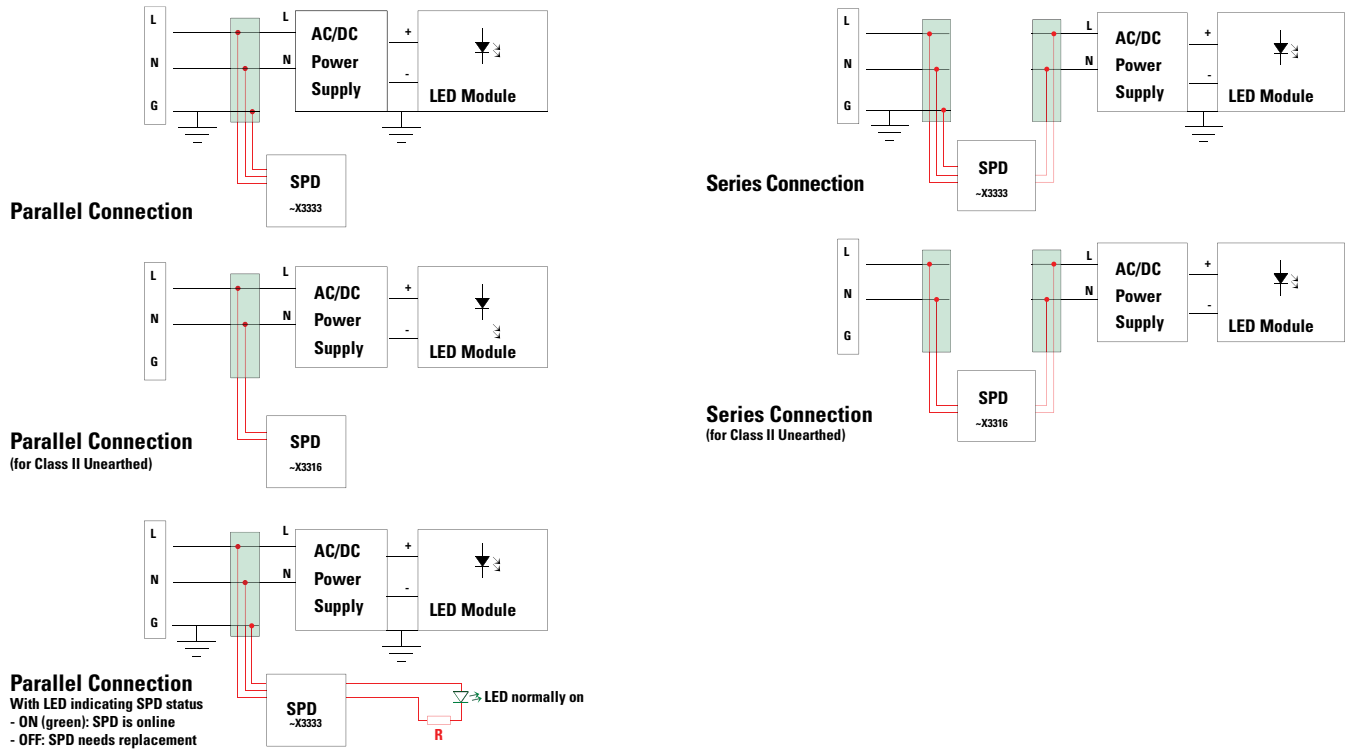 L
N
G
L
N
AC/DC
Power
Supply
+
-
LED Module
SPD
~X3333
Parallel Connection
L
N
G
L
N
AC/DC
Power
Supply
+
-
LED Module
SPD
~X3333
Series Connection
L
N
G
L
N
AC/DC
Power
Supply
+
-
LED Module
SPD
~X3316
Parallel Connection
(for Class II Unearthed)
L
N
G
L
N
AC/DC
Power
Supply
+
-
LED Module
SPD
~X3316
Series Connection
(for Class II Unearthed)
L
N
G
L
N
AC/DC
Power
Supply
+
-
LED Module
SPD
~X3333
LED normally on
R
Parallel Connection
With LED indicating SPD status
- ON (green): SPD is online
- OFF: SPD needs replacement